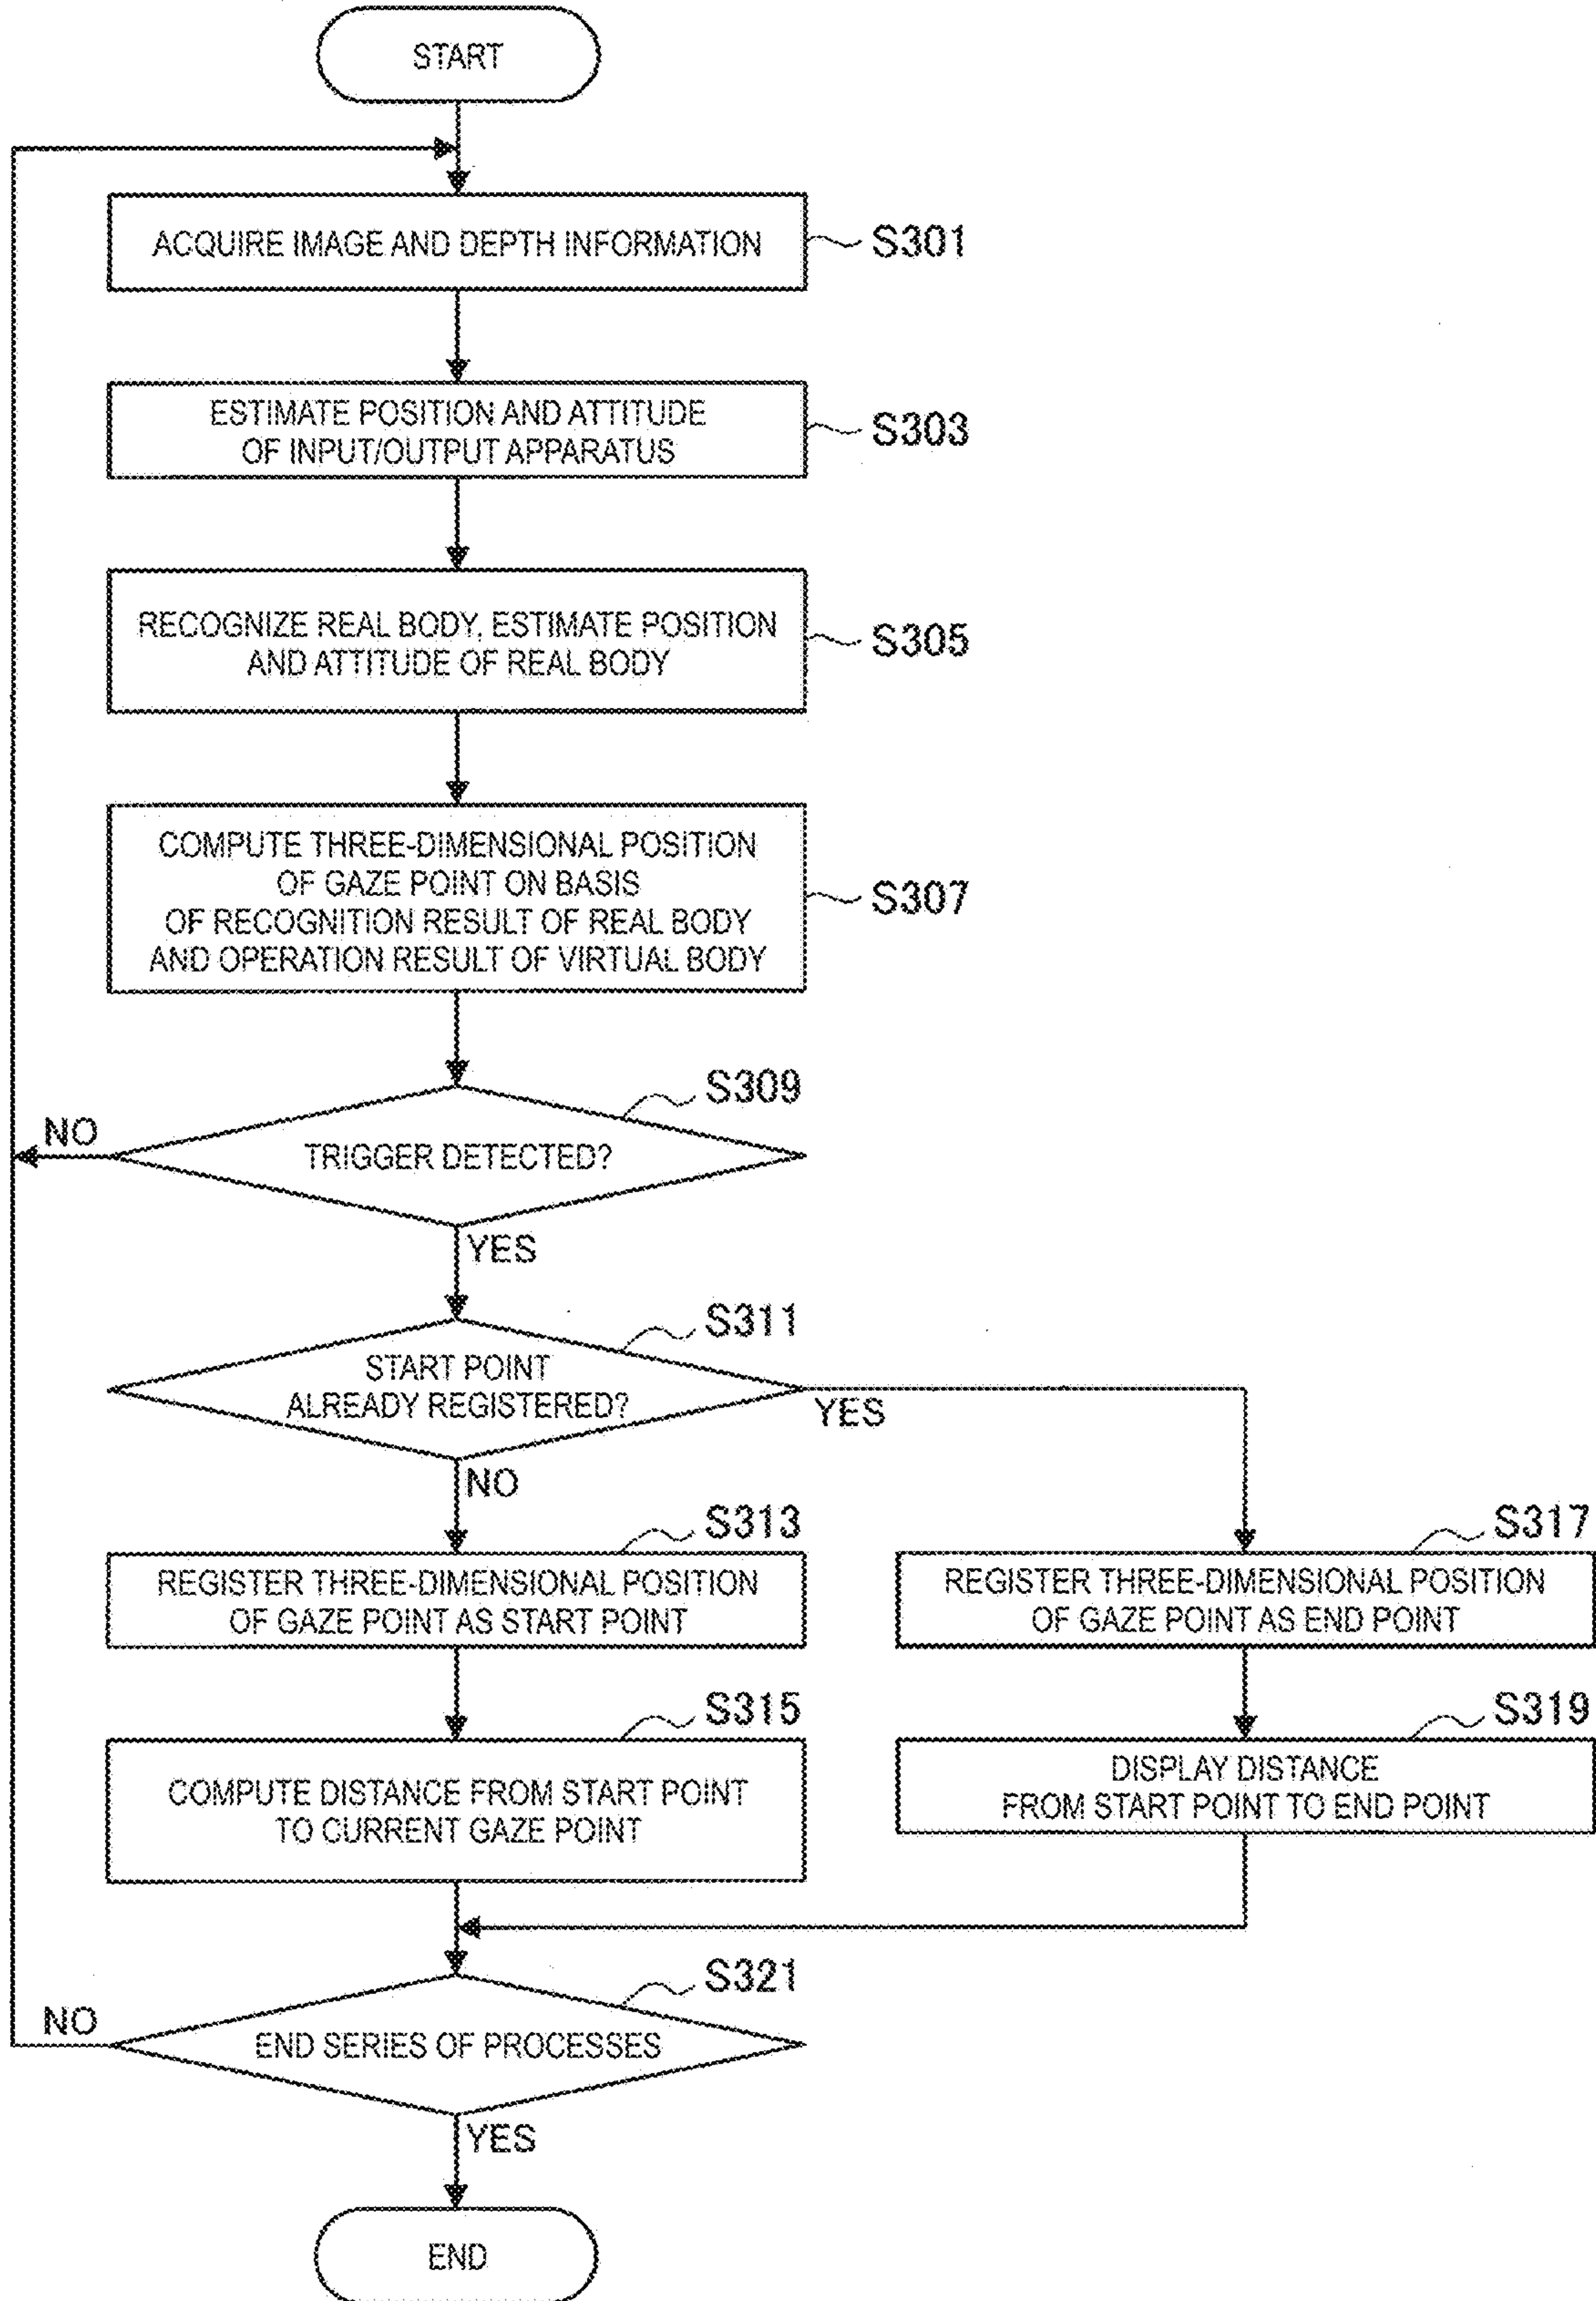 START
ACQUIRE IMAGE AND DEPTH INFORMATION
S301
ESTIMATE POSITION AND ATTITUDE
OF INPUT/OUTPUT APPARATUS
S303
RECOGNIZE REAL BODY, ESTIMATE POSITION
AND ATTITUDE OF REAL BODY
S305
COMPUTE THREE-DIMENSIONAL POSITION
OF GAZE POINT ON BASIS
OF RECOGNITION RESULT OF REAL BODY
AND OPERATION RESULT OF VIRTUAL BODY
S307
S309
NO
TRIGGER DETECTED?
YES
S311
START POINT
ALREADY REGISTERED?
YES
NO
S313
REGISTER THREE-DIMENSIONAL POSITION
OF GAZE POINT AS START POINT
S315
COMPUTE DISTANCE FROM START POINT
TO CURRENT GAZE POINT
S317
REGISTER THREE-DIMENSIONAL POSITION
OF GAZE POINT AS END POINT
S319
DISPLAY DISTANCE
FROM START POINT TO END POINT
S321
NO
END SERIES OF PROCESSES
YES
END